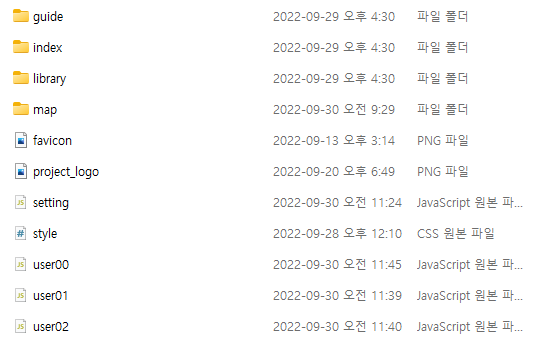 guide 2022-09-29 오후 4:30 파일 폴더
index 2022-09-29 오후 4:30 파일 폴더
library 2022-09-29 오후 4:30 파일 폴더
map 2022-09-30 오전 9:29 파일 폴더
favicon 2022-09-13 오후 3:14 PNG 파일
project_logo 2022-09-20 오후 6:49 PNG 파일
JS setting 2022-09-30 오전 11:24 JavaScript 원본 파...
# style 2022-09-28 오후 12:10 CSS 원본 파일
JS user00 2022-09-30 오전 11:45 JavaScript 원본 파...
JS user01 2022-09-30 오전 11:39 JavaScript 원본 파...
JS user02 2022-09-30 오전 11:40 JavaScript 원본 파...